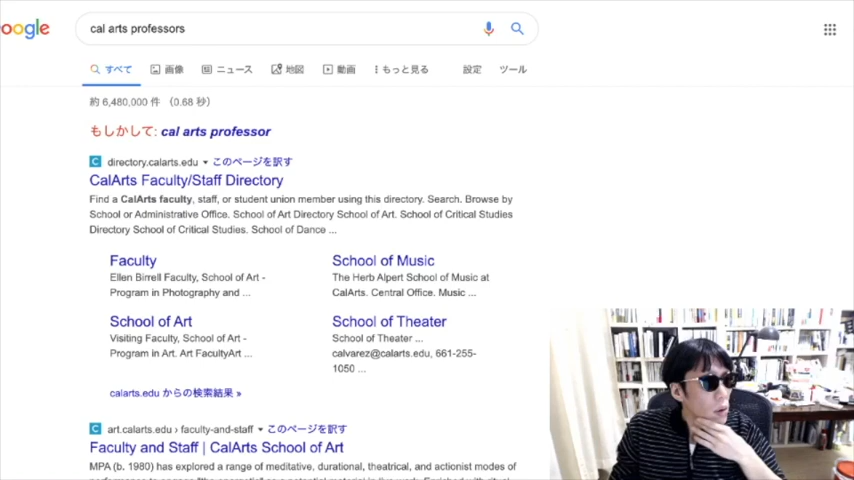 oogle
cal arts professors
すべて 画像 ニュース 地図 動画 もっと見る 設定 ツール
約 6,480,000 件 （0.68 秒）
もしかして: cal arts professor
directory.calarts.edu ▾ このページを訳す
CalArts Faculty/Staff Directory
Find a CalArts faculty, staff, or student union member using this directory. Search. Browse by
School or Administrative Office. School of Art Directory School of Art. School of Critical Studies
Directory School of Critical Studies. School of Dance ...
Faculty
Ellen Birrell Faculty, School of Art -
Program in Photography and ...
School of Music
The Herb Alpert School of Music at
CalArts. Central Office. Music ...
School of Art
Visiting Faculty, School of Art -
Program in Art. Art FacultyArt ...
School of Theater
School of Theater ...
calvarez@calarts.edu, 661-255-
1050 ...
calarts.edu からの検索結果 »
art.calarts.edu › faculty-and-staff ▾ このページを訳す
Faculty and Staff | CalArts School of Art
MPA (b. 1980) has explored a range of meditative, durational, theatrical, and actionist modes of